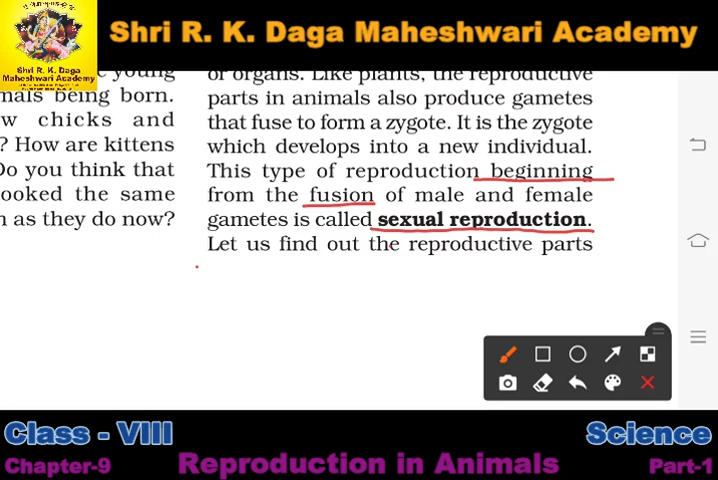 Shri R. K. Daga Maheshwari Academy
Shri R. K. Daga
Maheshwari Academy
young
mals being born.
w chicks and
? How are kittens
Do you think that
ooked the same
n as they do now?
or organs. Like plants, the reproductive
parts in animals also produce gametes
that fuse to form a zygote. It is the zygote
which develops into a new individual.
This type of reproduction beginning
from the fusion of male and female
gametes is called sexual reproduction.
Let us find out the reproductive parts
Class - VIII
Science
Chapter-9
Reproduction in Animals
Part-1